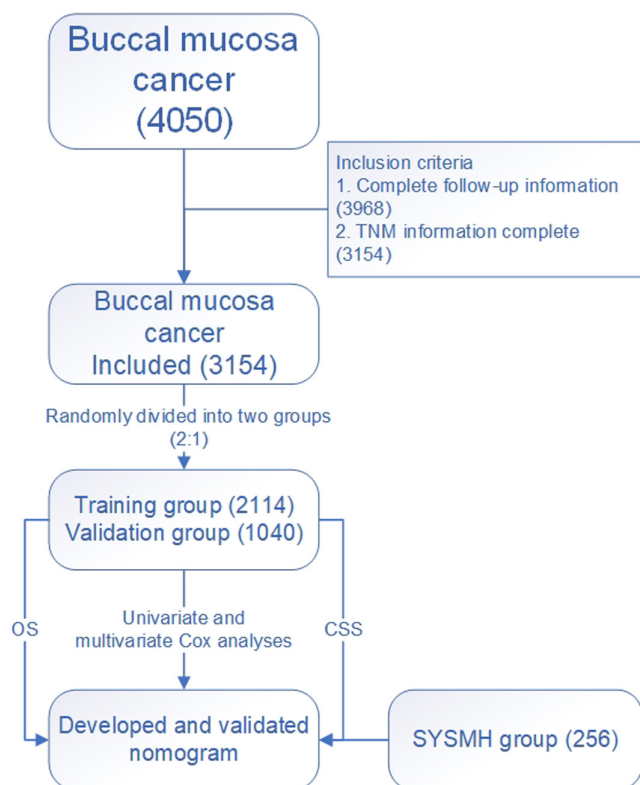 Buccal mucosa
cancer
(4050)
Inclusion criteria
1. Complete follow-up information
(3968)
2. TNM information complete
(3154)
Buccal mucosa
cancer
Included (3154)
Randomly divided into two groups
(2:1)
Training group (2114)
Validation group (1040)
OS
Univariate and
multivariate Cox analyses
CSS
Developed and validated
nomogram
SYSMH group (256)